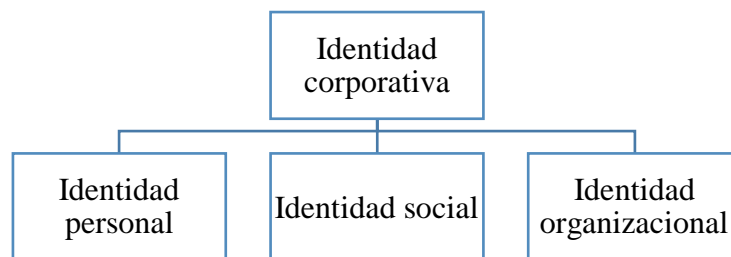 Identidad
corporativa
Identidad
personal
Identidad social
Identidad
organizacional